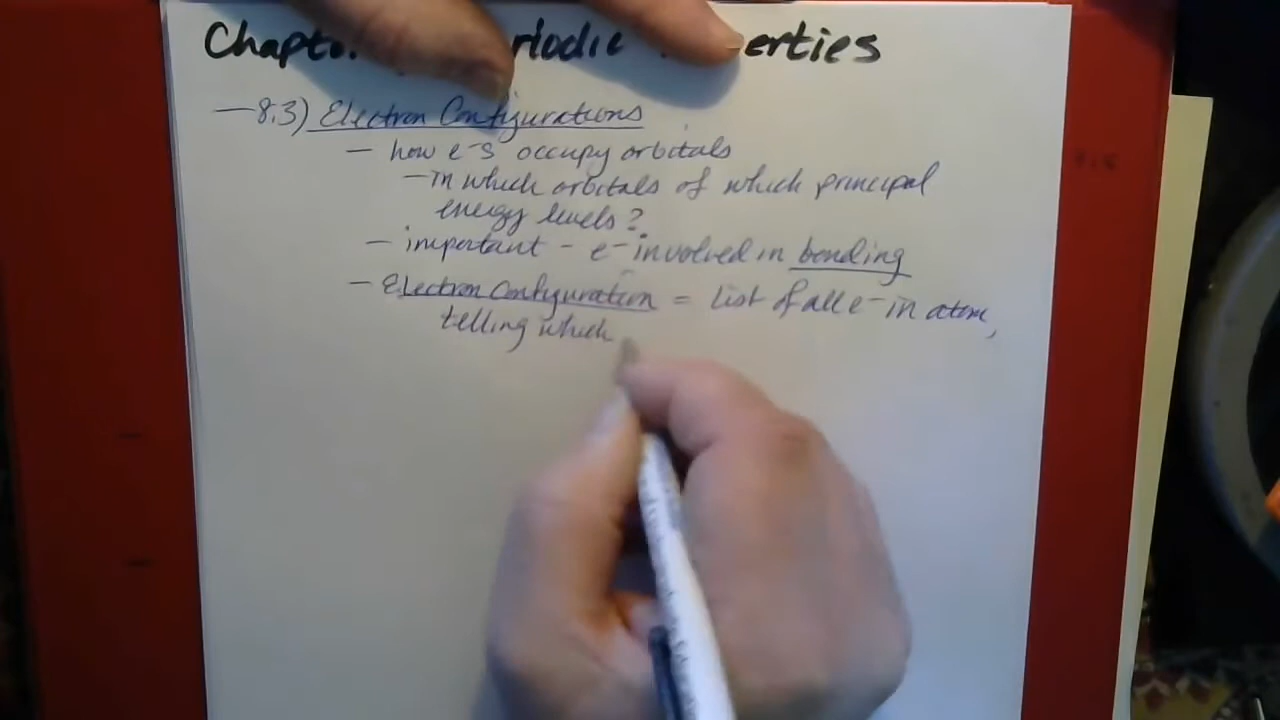 Chapt riodic erties
— 8.3) Electron Configurations
— how e-s occupy orbitals
— in which orbitals of which principal
energy levels?
— important - e- involved in bonding
— Electron Configuration = list of all e- in atom,
telling which